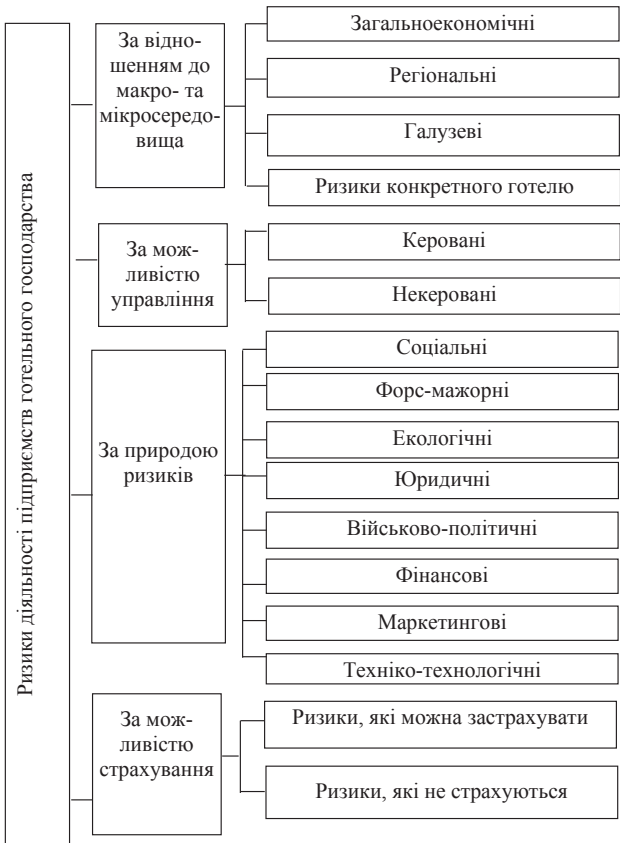 Ризики діяльності підприємств готельного господарства
За відно-
шенням до
макро- та
мікросередо-
вища
Загальноекономічні
Регіональні
Галузеві
Ризики конкретного готелю
За мож-
ливістю
управління
Керовані
Некеровані
За природою
ризиків
Соціальні
Форс-мажорні
Екологічні
Юридичні
Військово-політичні
Фінансові
Маркетингові
Техніко-технологічні
За мож-
ливістю
страхування
Ризики, які можна застрахувати
Ризики, які не страхуються